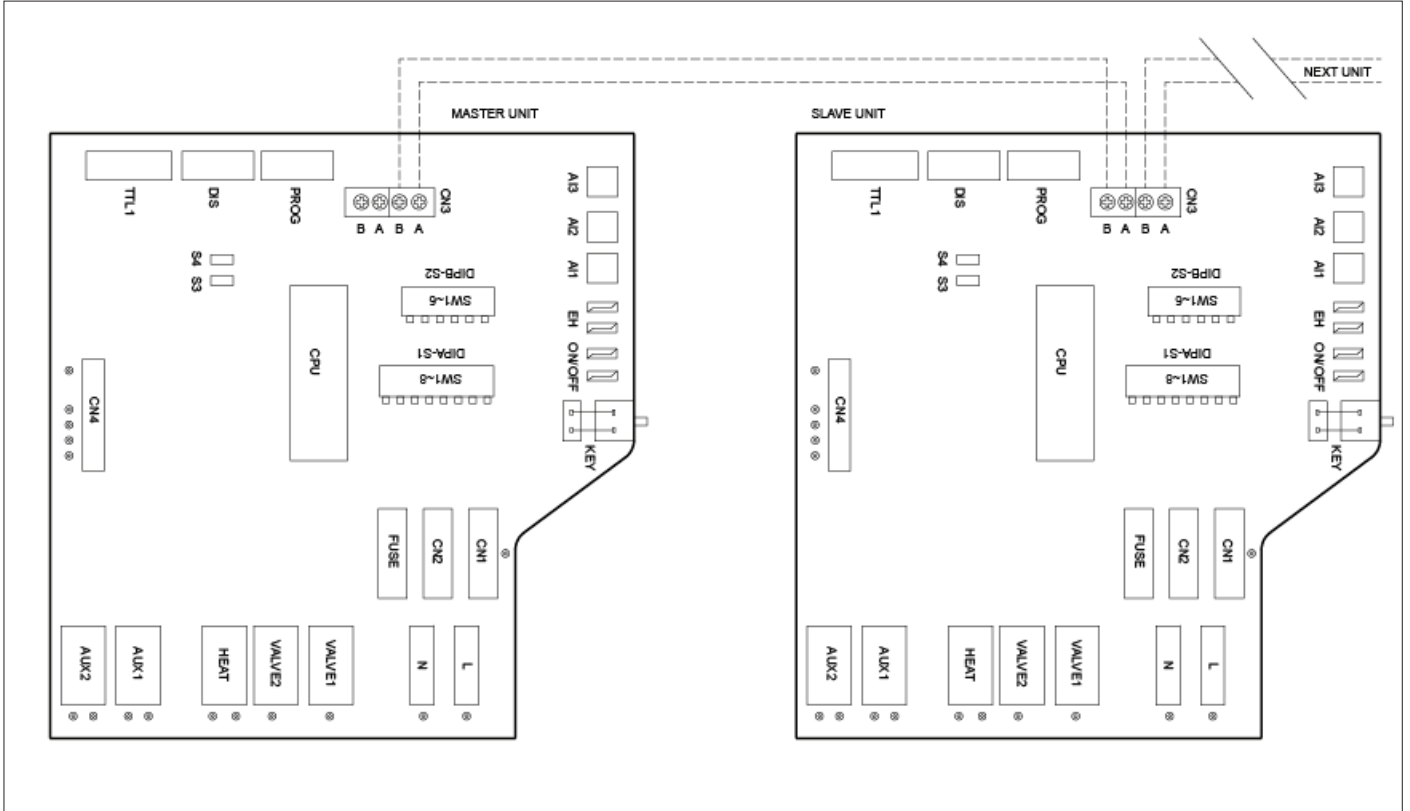 NEXT UNIT
MASTER UNIT
SLAVE UNIT
TTL1
DIS
PROG
CN3
B A B A
AI3
AI2
AI1
S4
S3
DIPB-S2
SW1~6
EH
DIPA-S1
SW1~8
ON/OFF
CPU
CN4
KEY
FUSE
CN2
CN1
AUX2
AUX1
HEAT
VALVE2
VALVE1
N
L
TTL1
DIS
PROG
CN3
B A B A
AI3
AI2
AI1
S4
S3
DIPB-S2
SW1~6
EH
DIPA-S1
SW1~8
ON/OFF
CPU
CN4
KEY
FUSE
CN2
CN1
AUX2
AUX1
HEAT
VALVE2
VALVE1
N
L